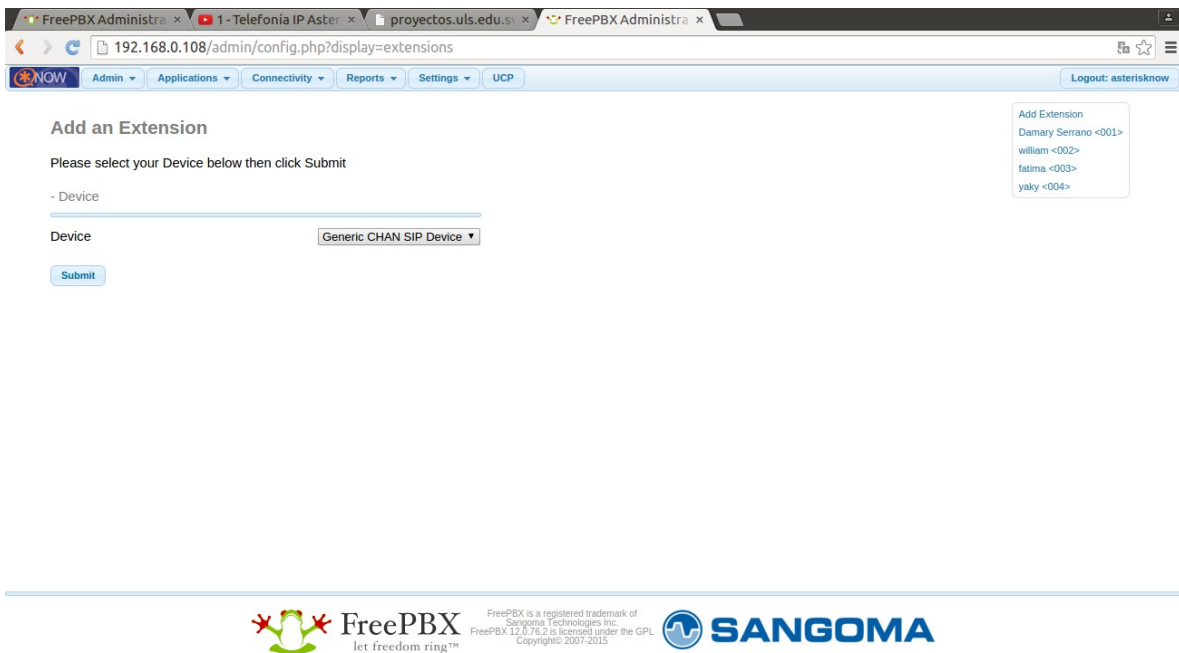 FreePBX Administra ×
1 - Telefonía IP Aster ×
proyectos.uls.edu.sv ×
FreePBX Administra ×
192.168.0.108/admin/config.php?display=extensions
NOW
Admin
Applications
Connectivity
Reports
Settings
UCP
Logout: asterisknow
Add an Extension
Please select your Device below then click Submit
- Device
Device
Generic CHAN SIP Device
Submit
Add Extension
Damary Serrano <001>
william <002>
fatima <003>
yaky <004>
FreePBX
let freedom ring™
FreePBX is a registered trademark of
Sangoma Technologies Inc.
FreePBX 12.0.76.2 is licensed under the GPL
Copyright© 2007-2015
SANGOMA